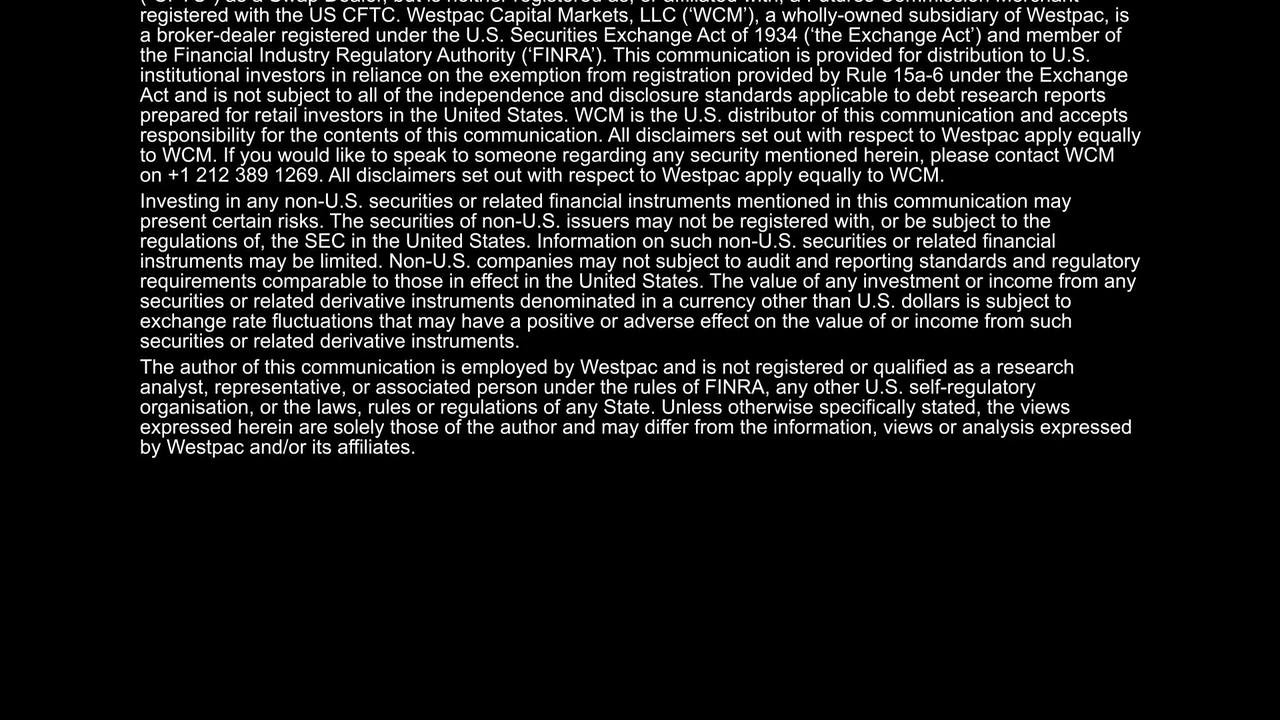 registered with the US CFTC. Westpac Capital Markets, LLC (‘WCM’), a wholly-owned subsidiary of Westpac, is
a broker-dealer registered under the U.S. Securities Exchange Act of 1934 (‘the Exchange Act’) and member of
the Financial Industry Regulatory Authority (‘FINRA’). This communication is provided for distribution to U.S.
institutional investors in reliance on the exemption from registration provided by Rule 15a-6 under the Exchange
Act and is not subject to all of the independence and disclosure standards applicable to debt research reports
prepared for retail investors in the United States. WCM is the U.S. distributor of this communication and accepts
responsibility for the contents of this communication. All disclaimers set out with respect to Westpac apply equally
to WCM. If you would like to speak to someone regarding any security mentioned herein, please contact WCM
on +1 212 389 1269. All disclaimers set out with respect to Westpac apply equally to WCM.
Investing in any non-U.S. securities or related financial instruments mentioned in this communication may
present certain risks. The securities of non-U.S. issuers may not be registered with, or be subject to the
regulations of, the SEC in the United States. Information on such non-U.S. securities or related financial
instruments may be limited. Non-U.S. companies may not subject to audit and reporting standards and regulatory
requirements comparable to those in effect in the United States. The value of any investment or income from any
securities or related derivative instruments denominated in a currency other than U.S. dollars is subject to
exchange rate fluctuations that may have a positive or adverse effect on the value of or income from such
securities or related derivative instruments.
The author of this communication is employed by Westpac and is not registered or qualified as a research
analyst, representative, or associated person under the rules of FINRA, any other U.S. self-regulatory
organisation, or the laws, rules or regulations of any State. Unless otherwise specifically stated, the views
expressed herein are solely those of the author and may differ from the information, views or analysis expressed
by Westpac and/or its affiliates.